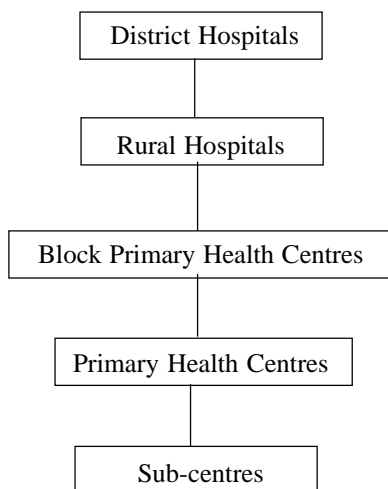 District Hospitals
Rural Hospitals
Block Primary Health Centres
Primary Health Centres
Sub-centres